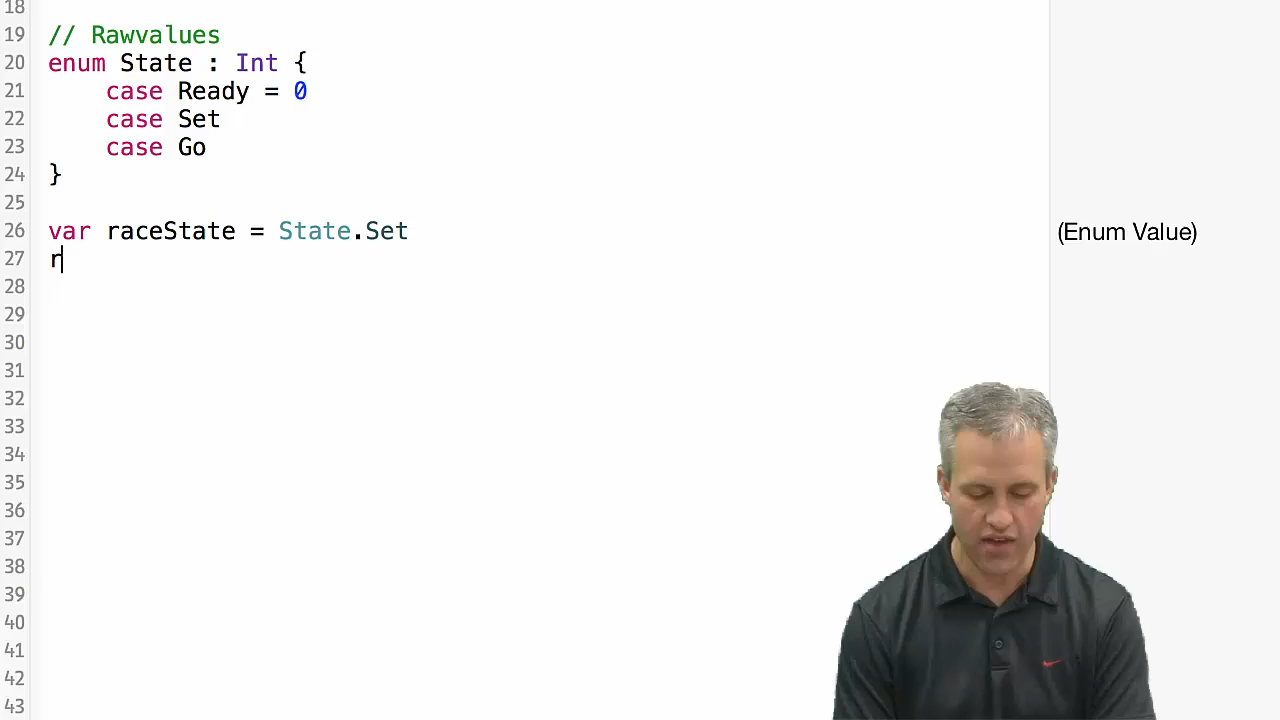 18
19 // Rawvalues
20 enum State : Int {
21     case Ready = 0
22     case Set
23     case Go
24 }
25
26 var raceState = State.Set (Enum Value)
27 r
28
29
30
31
32
33
34
35
36
37
38
39
40
41
42
43